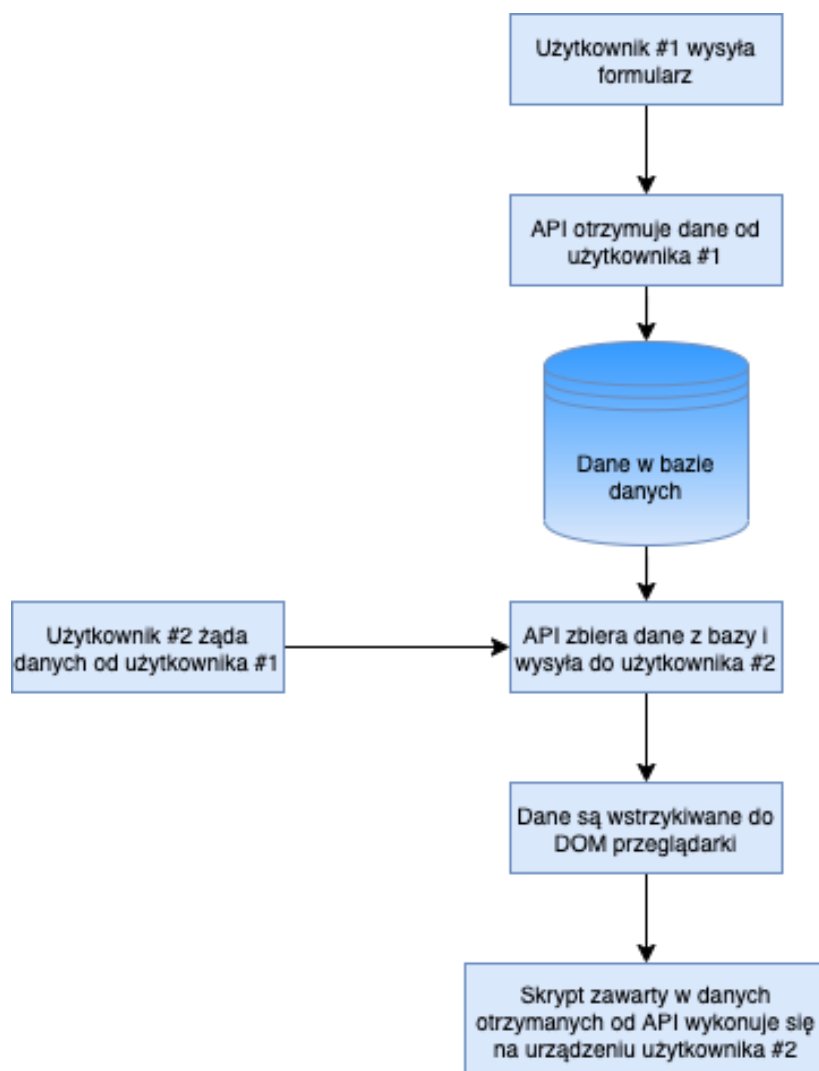 Użytkownik #1 wysyła
formularz
API otrzymuje dane od
użytkownika #1
Dane w bazie
danych
Użytkownik #2 żąda
danych od użytkownika #1
API zbiera dane z bazy i
wysyła do użytkownika #2
Dane są wstrzykiwane do
DOM przeglądarki
Skrypt zawarty w danych
otrzymanych od API wykonuje się
na urządzeniu użytkownika #2